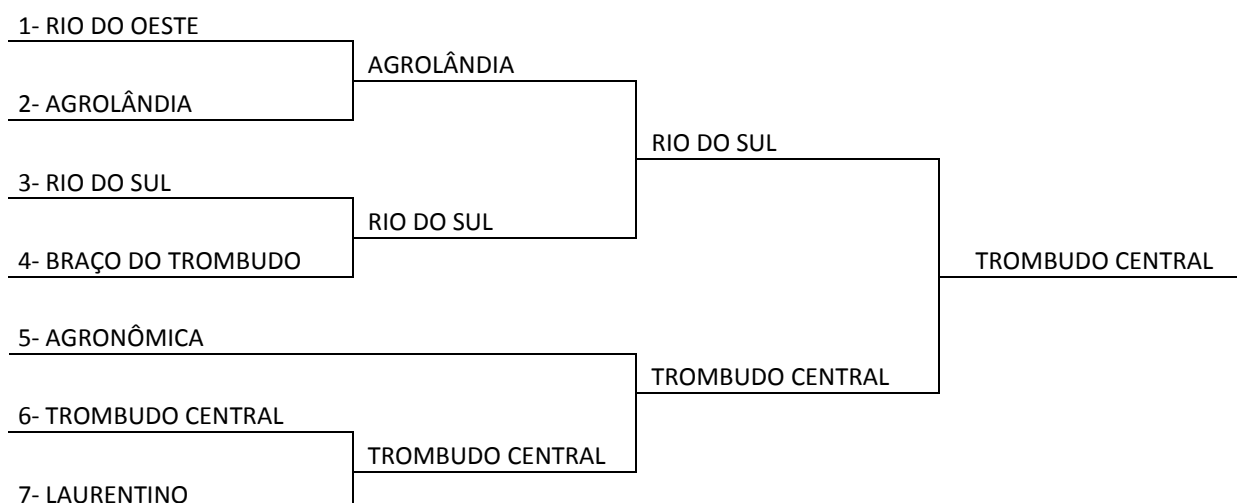 1- RIO DO OESTE
AGROLÂNDIA
2- AGROLÂNDIA
RIO DO SUL
3- RIO DO SUL
RIO DO SUL
4- BRAÇO DO TROMBUDO
TROMBUDO CENTRAL
5- AGRONÔMICA
TROMBUDO CENTRAL
6- TROMBUDO CENTRAL
TROMBUDO CENTRAL
7- LAURENTINO